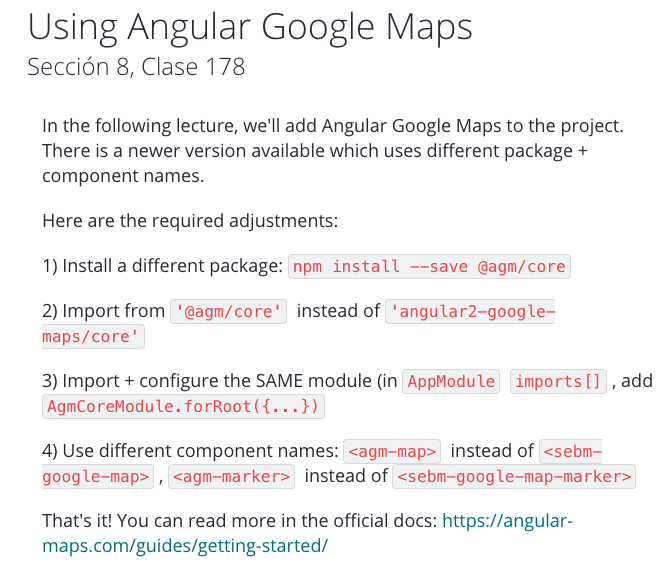 Using Angular Google Maps
Sección 8, Clase 178
In the following lecture, we'll add Angular Google Maps to the project.
There is a newer version available which uses different package +
component names.
Here are the required adjustments:
1) Install a different package: npm install --save @agm/core
2) Import from '@agm/core' instead of 'angular2-google-
maps/core'
3) Import + configure the SAME module (in AppModule imports[] , add
AgmCoreModule.forRoot({...})
4) Use different component names: <agm-map> instead of <sebm-
google-map> , <agm-marker> instead of <sebm-google-map-marker>
That's it! You can read more in the official docs: https://angular-
maps.com/guides/getting-started/